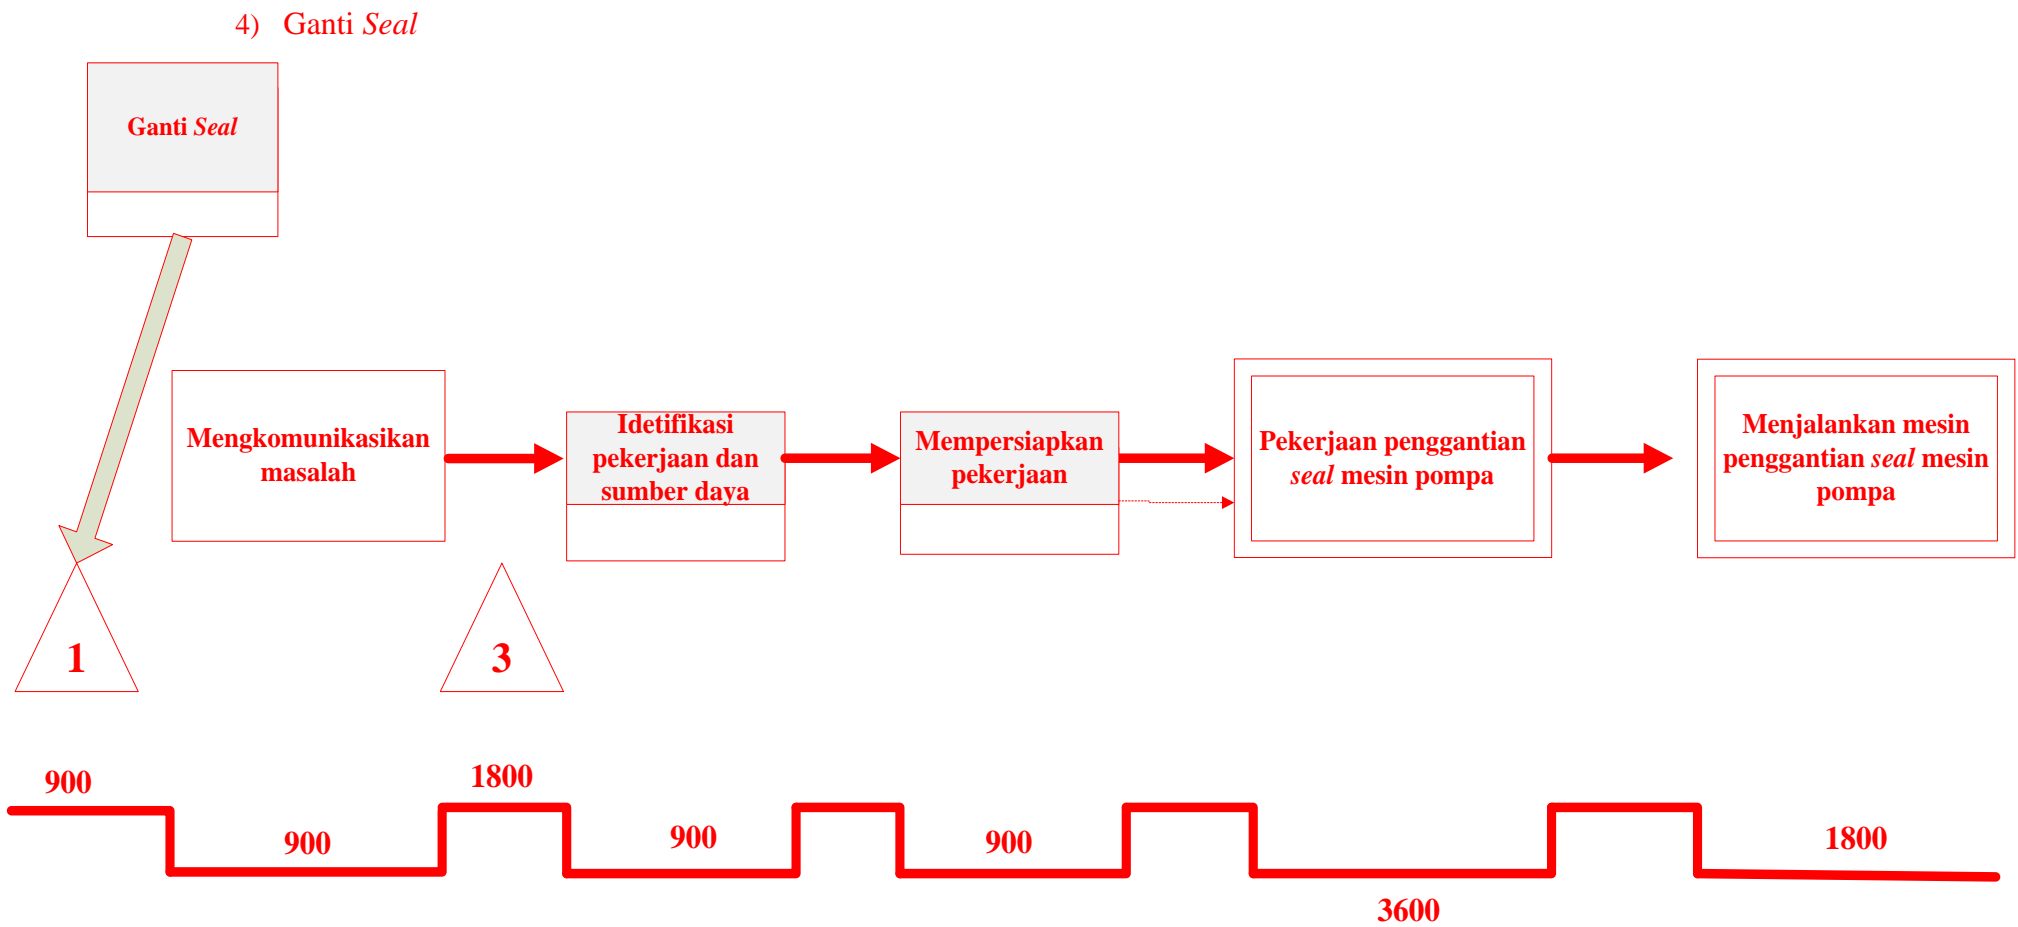 4) Ganti Seal
Ganti Seal
Mengkomunikasikan
masalah
Idetifikasi
pekerjaan dan
sumber daya
Mempersiapkan
pekerjaan
Pekerjaan penggantian
seal mesin pompa
Menjalankan mesin
penggantian seal mesin
pompa
1
3
900
900
1800
900
900
3600
1800